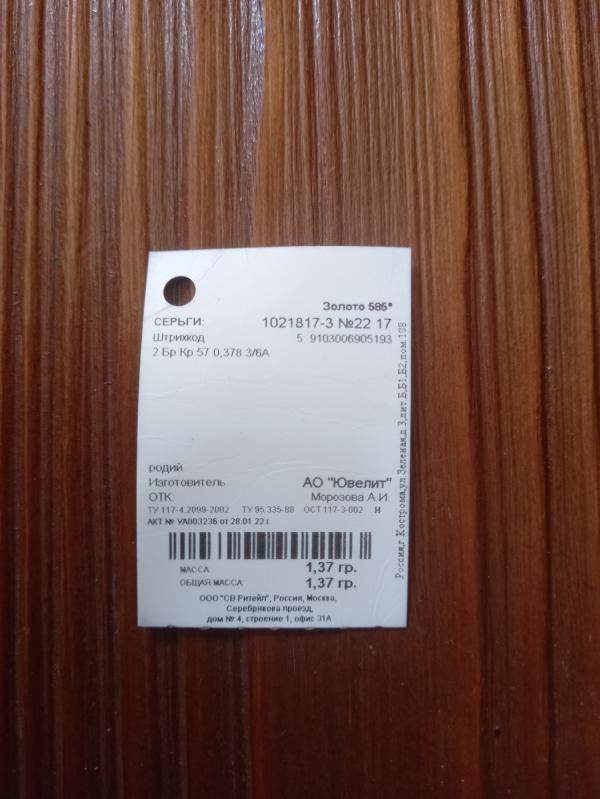 Золото 585*
СЕРЬГИ: 1021817-3 №22 17
Штрихкод 5: 9103006905193
2 Бр Кр 57 0,378 3/6А
родий
Изготовитель АО "Ювелит"
ОТК Морозова А.И.
ТУ 117-4.2099-2002 ТУ 95.335-88 ОСТ 117-3-002 Н
АКТ № УА003236 от 28.01.22 г
МАССА 1,37 гр.
ОБЩАЯ МАССА: 1,37 гр.
ООО "СВ Ритейл", Россия, Москва,
Серебрякова проезд,
дом № 4, строение 1, офис 31А
Россия,г.Кострома,ул.Зеленая,д 3,лит Б,Б1,Б2,пом.108